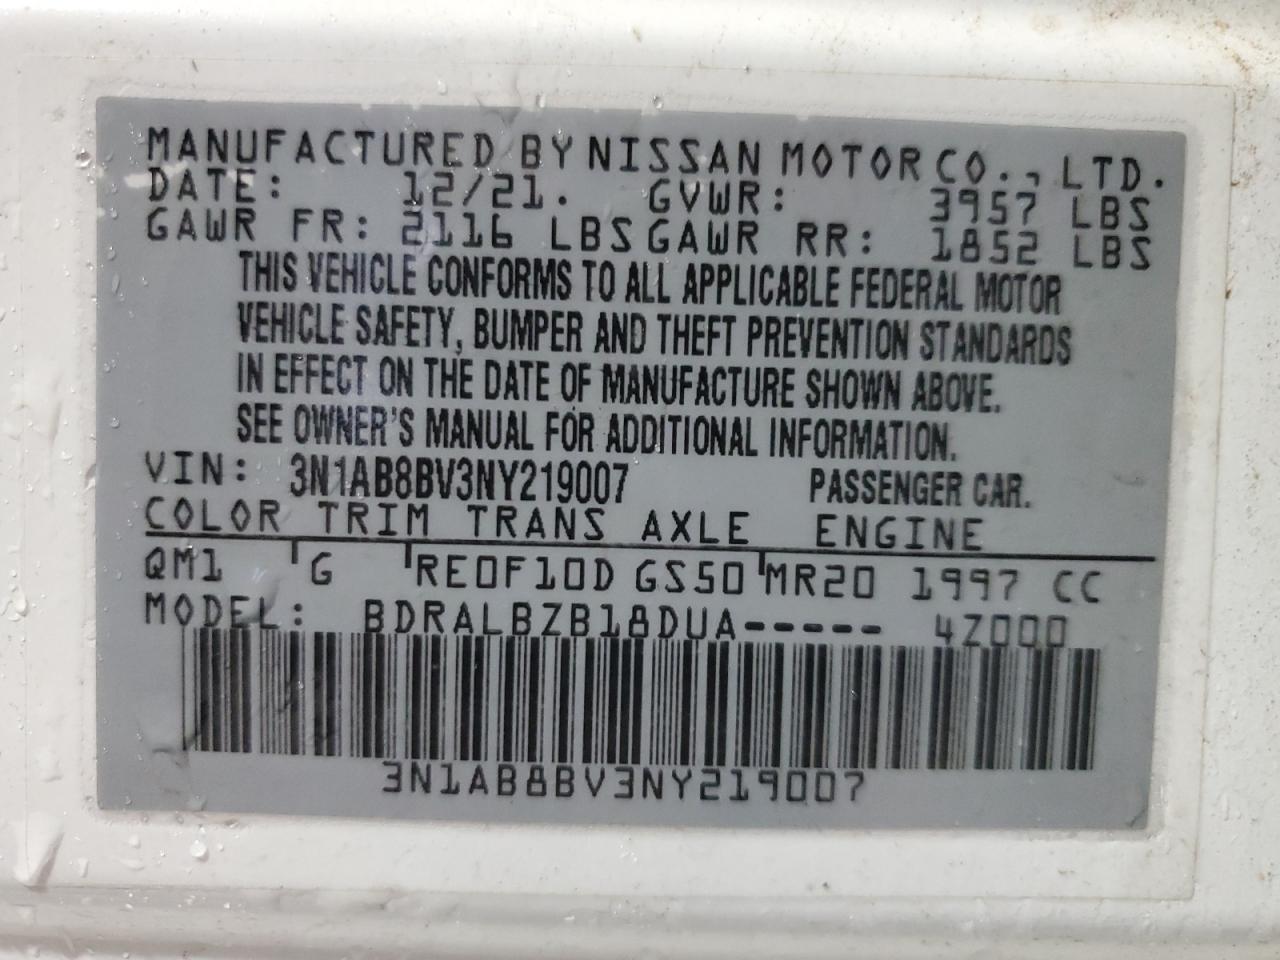 MANUFACTURED BY NISSAN MOTOR CO., LTD.
DATE: 12/21. GVWR: 3957 LBS
GAWR FR: 2116 LBS GAWR RR: 1852 LBS
THIS VEHICLE CONFORMS TO ALL APPLICABLE FEDERAL MOTOR
VEHICLE SAFETY, BUMPER AND THEFT PREVENTION STANDARDS
IN EFFECT ON THE DATE OF MANUFACTURE SHOWN ABOVE.
SEE OWNER'S MANUAL FOR ADDITIONAL INFORMATION.
VIN: 3N1AB8BV3NY219007 PASSENGER CAR.
COLOR TRIM TRANS AXLE ENGINE
QM1 G RE0F10D GS50 MR20 1997 CC
MODEL: BDRALBZB18DUA----- 4Z000
3N1AB8BV3NY219007